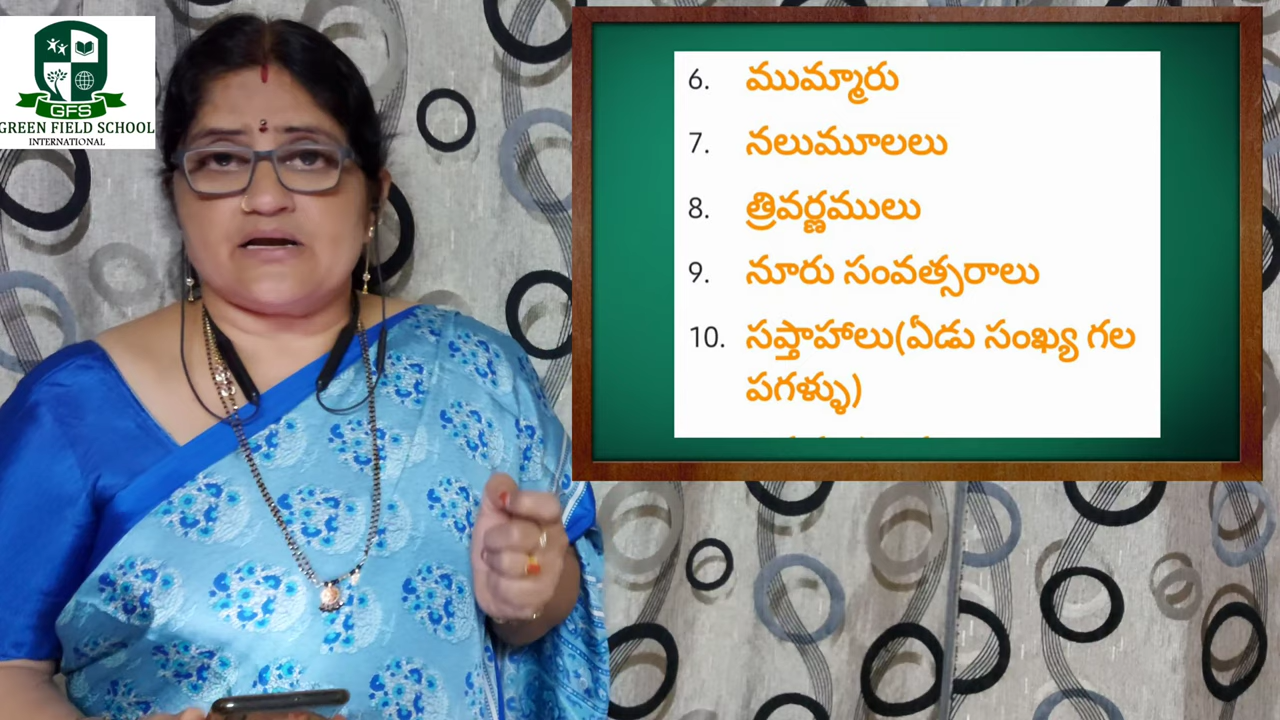 GFS
GREEN FIELD SCHOOL
INTERNATIONAL
6. ముమ్మారు
7. నలుమూలలు
8. త్రివర్ణములు
9. నూరు సంవత్సరాలు
10. సప్తాహాలు(ఏడు సంఖ్య గల
పగళ్ళు)